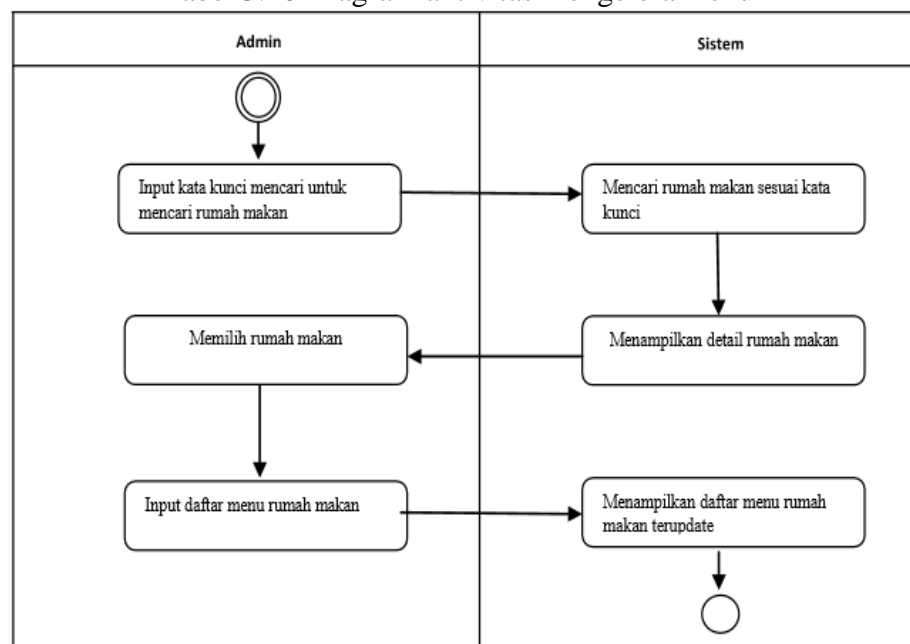 Admin
Sistem
Input kata kunci mencari untuk
mencari rumah makan
Mencari rumah makan sesuai kata
kunci
Memilih rumah makan
Menampilkan detail rumah makan
Input daftar menu rumah makan
Menampilkan daftar menu rumah
makan terupdate